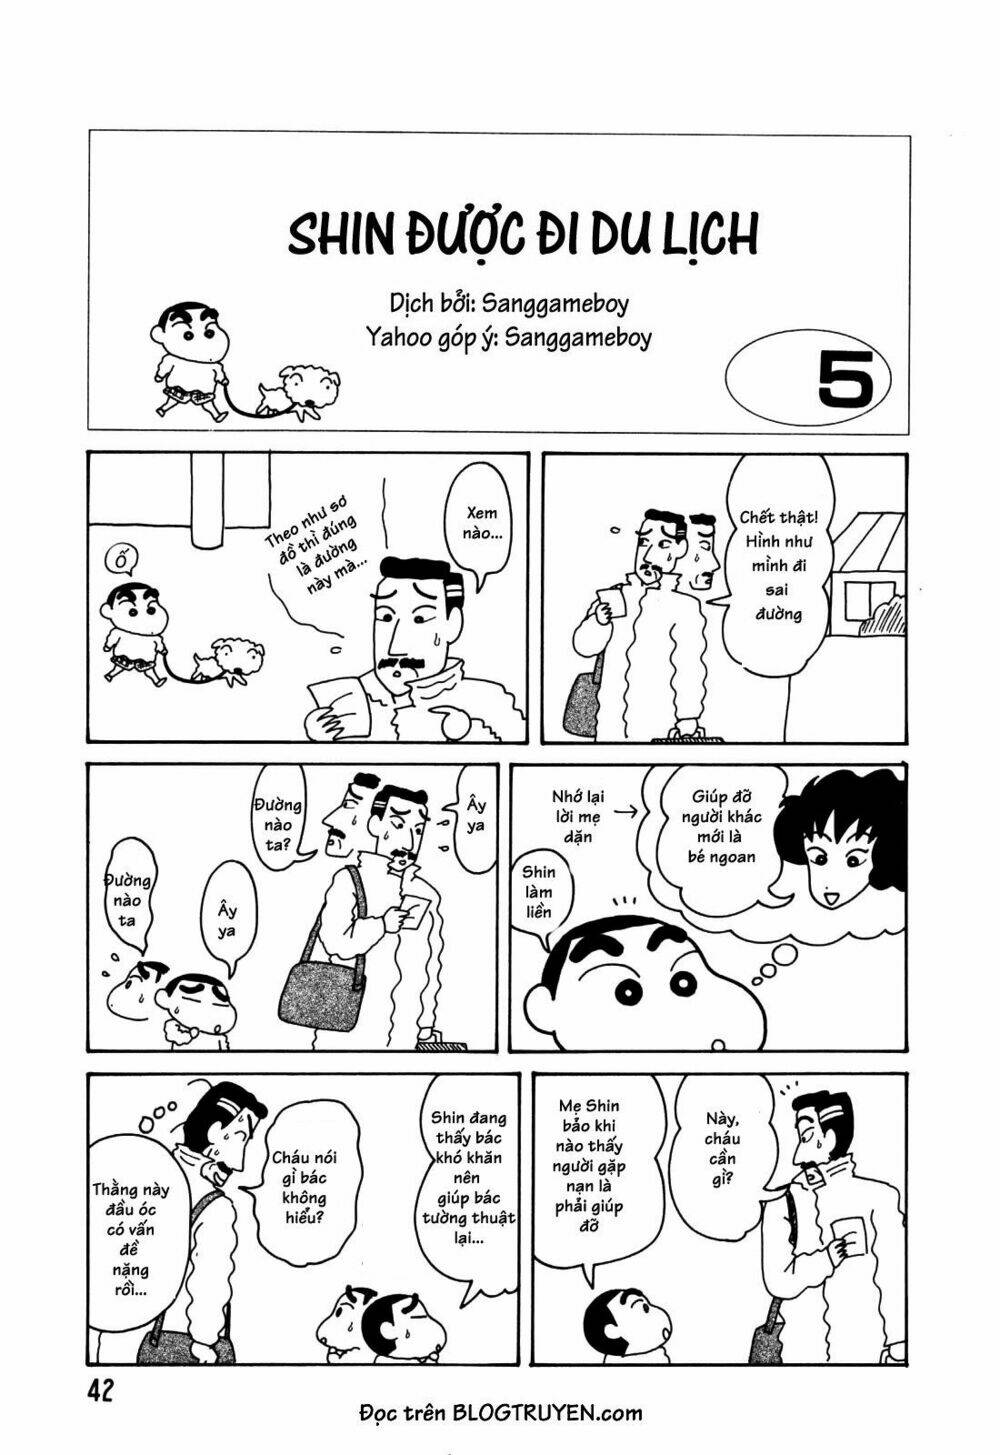 SHIN ĐƯỢC ĐI DU LỊCH
Dịch bởi: Sanggameboy
Yahoo góp ý: Sanggameboy
5
Chết thật!
Hình như
mình đi
sai
đường
Xem
nào...
Theo như sơ
đồ thì đúng
là đường
này mà...
Ố
Nhớ lại
lời mẹ
dặn
→
Giúp đỡ
người khác
mới là
bé ngoan
Shin
làm
liền
Ây
ya
Đường
nào
ta?
Ây
ya
Đường
nào
ta
Này,
cháu
cần
gì?
Mẹ Shin
bảo khi
nào thấy
người gặp
nạn là
phải giúp
đỡ
Shin đang
thấy bác
khó khăn
nên
giúp bác
tường thuật
lại...
Cháu nói
gì bác
không
hiểu?
Thằng này
đầu óc
có vấn
đề
nặng
rồi...
42
Đọc trên BLOGTRUYEN.com